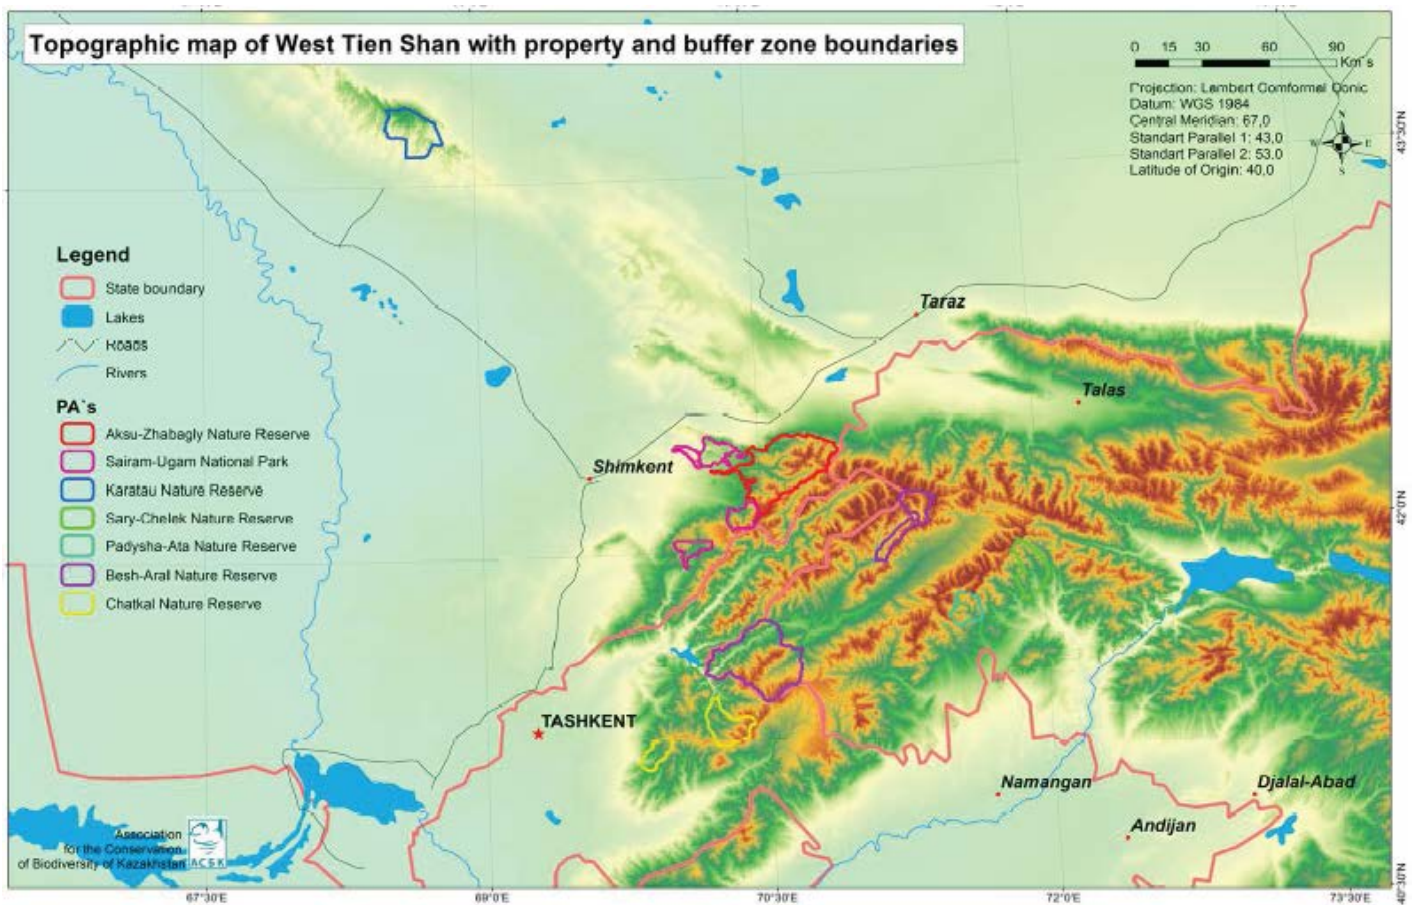 Topographic map of West Tien Shan with property and buffer zone boundaries
0 15 30 60 90
Km`s
Projection: Lambert Comformel Conic
Datum: WGS 1984
Central Meridian: 67,0
Standart Parallel 1: 43,0
Standart Parallel 2: 53.0
Latitude of Origin: 40,0
N
W E
S
43°30'N
Legend
State boundary
Lakes
Roads
Rivers
PA`s
Aksu-Zhabagly Nature Reserve
Sairam-Ugam National Park
Karatau Nature Reserve
Sary-Chelek Nature Reserve
Padysha-Ata Nature Reserve
Besh-Aral Nature Reserve
Chatkal Nature Reserve
Taraz
Talas
Shimkent
42°0'N
TASHKENT
Namangan
Djalal-Abad
Andijan
Association
for the Conservation
of Biodiversity of Kazakhstan
ACSK
40°30'N
67°30'E 69°0'E 70°30'E 72°0'E 73°30'E